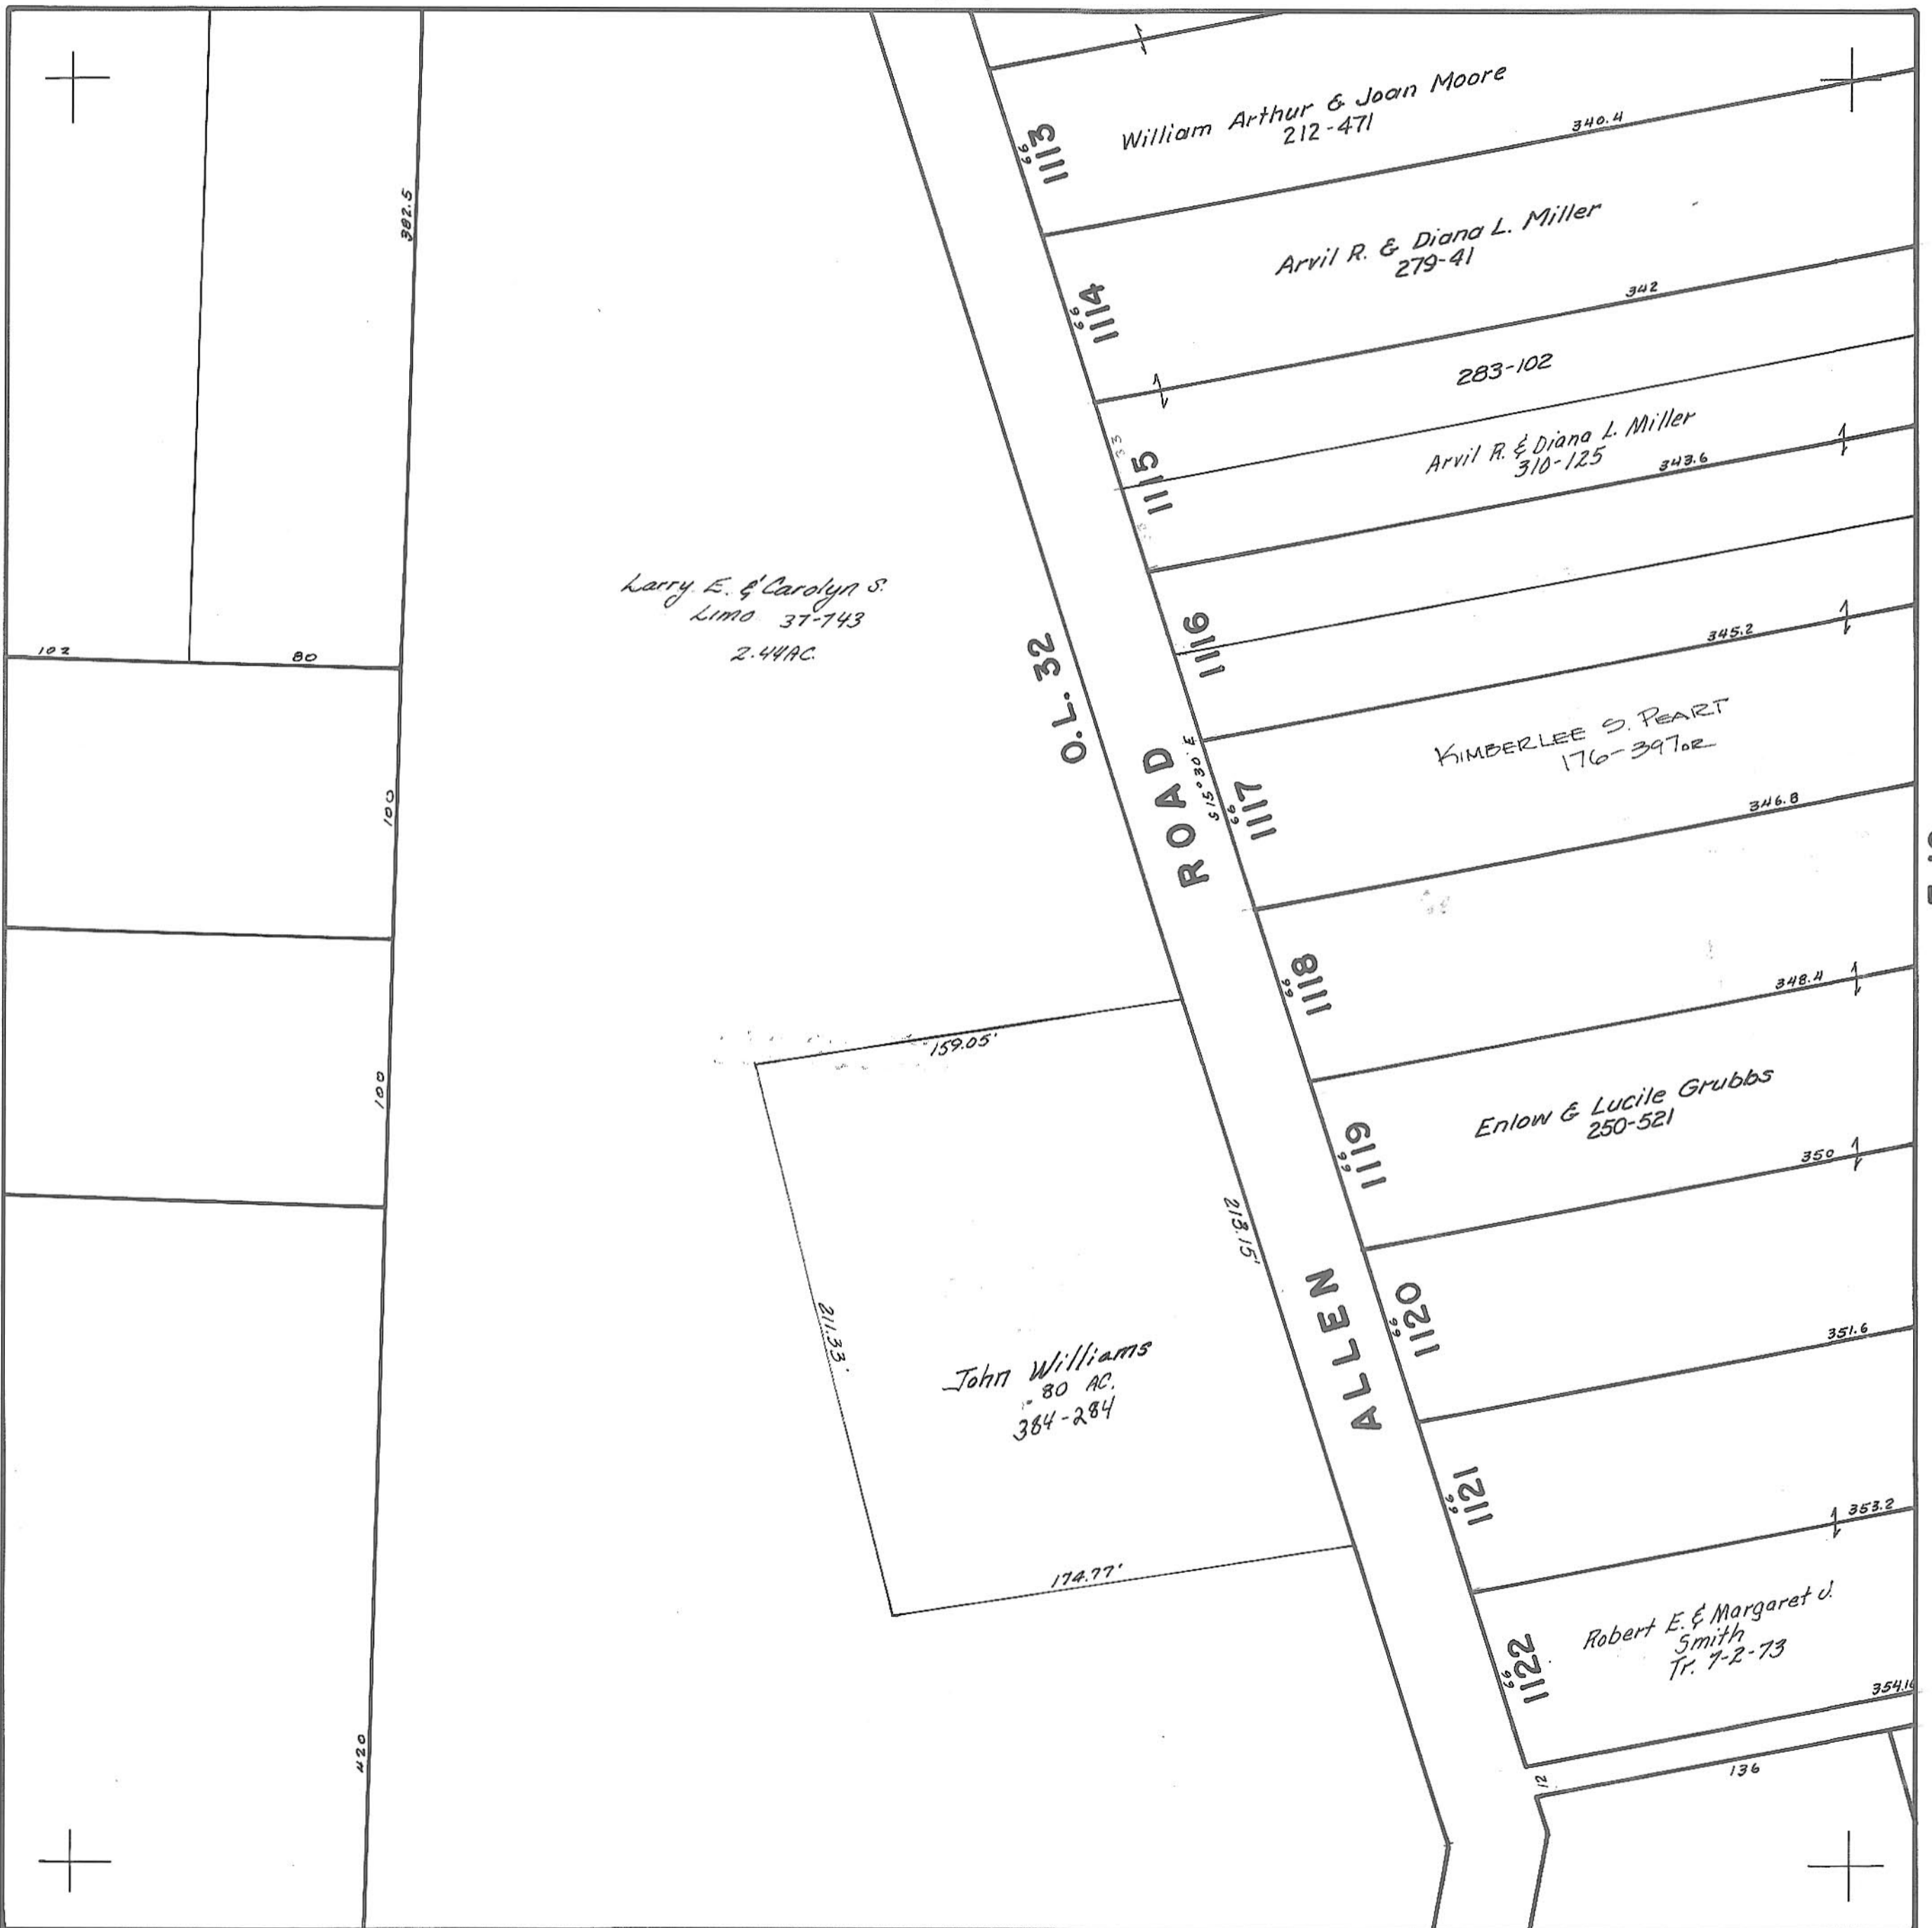 William Arthur & Joan Moore
212-471
340.4
1113
66
382.5
Arvil R. & Diana L. Miller
279-41
342
1114
66
283-102
33
1115
Arvil R. & Diana L. Miller
310-125
343.6
Larry E. & Carolyn S.
Limo 37-743
2.44AC.
102
80
O.L. 32
1116
345.2
KIMBERLEE S. PEART
176-397OR
346.8
S 15° 30' E
1117
66
ROAD
100
1118
66
348.4
159.05'
100
Enlow & Lucile Grubbs
250-521
350
1119
66
213.15'
211.33'
ALLEN
1120
66
351.6
John Williams
.80 AC.
384-284
1121
66
353.2
174.77'
Robert E. & Margaret J.
Smith
Tr. 7-2-73
1122
66
354.16
420
12
136